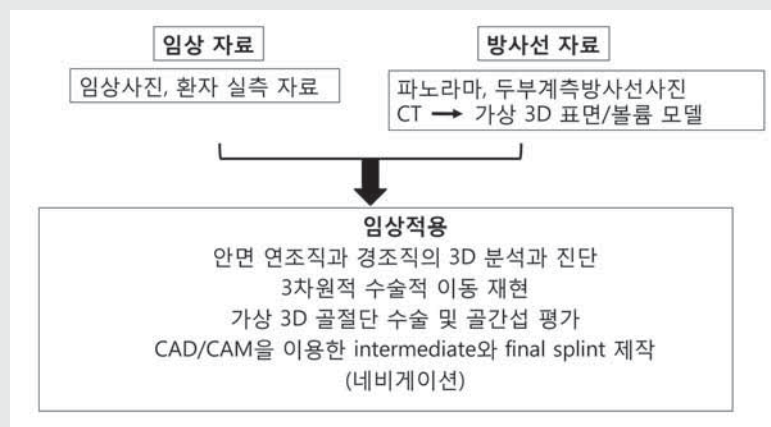 임상 자료
임상사진, 환자 실측 자료
방사선 자료
파노라마, 두부계측방사선사진
CT → 가상 3D 표면/볼륨 모델
임상적용
안면 연조직과 경조직의 3D 분석과 진단
3차원적 수술적 이동 재현
가상 3D 골절단 수술 및 골간섭 평가
CAD/CAM을 이용한 intermediate와 final splint 제작
(네비게이션)